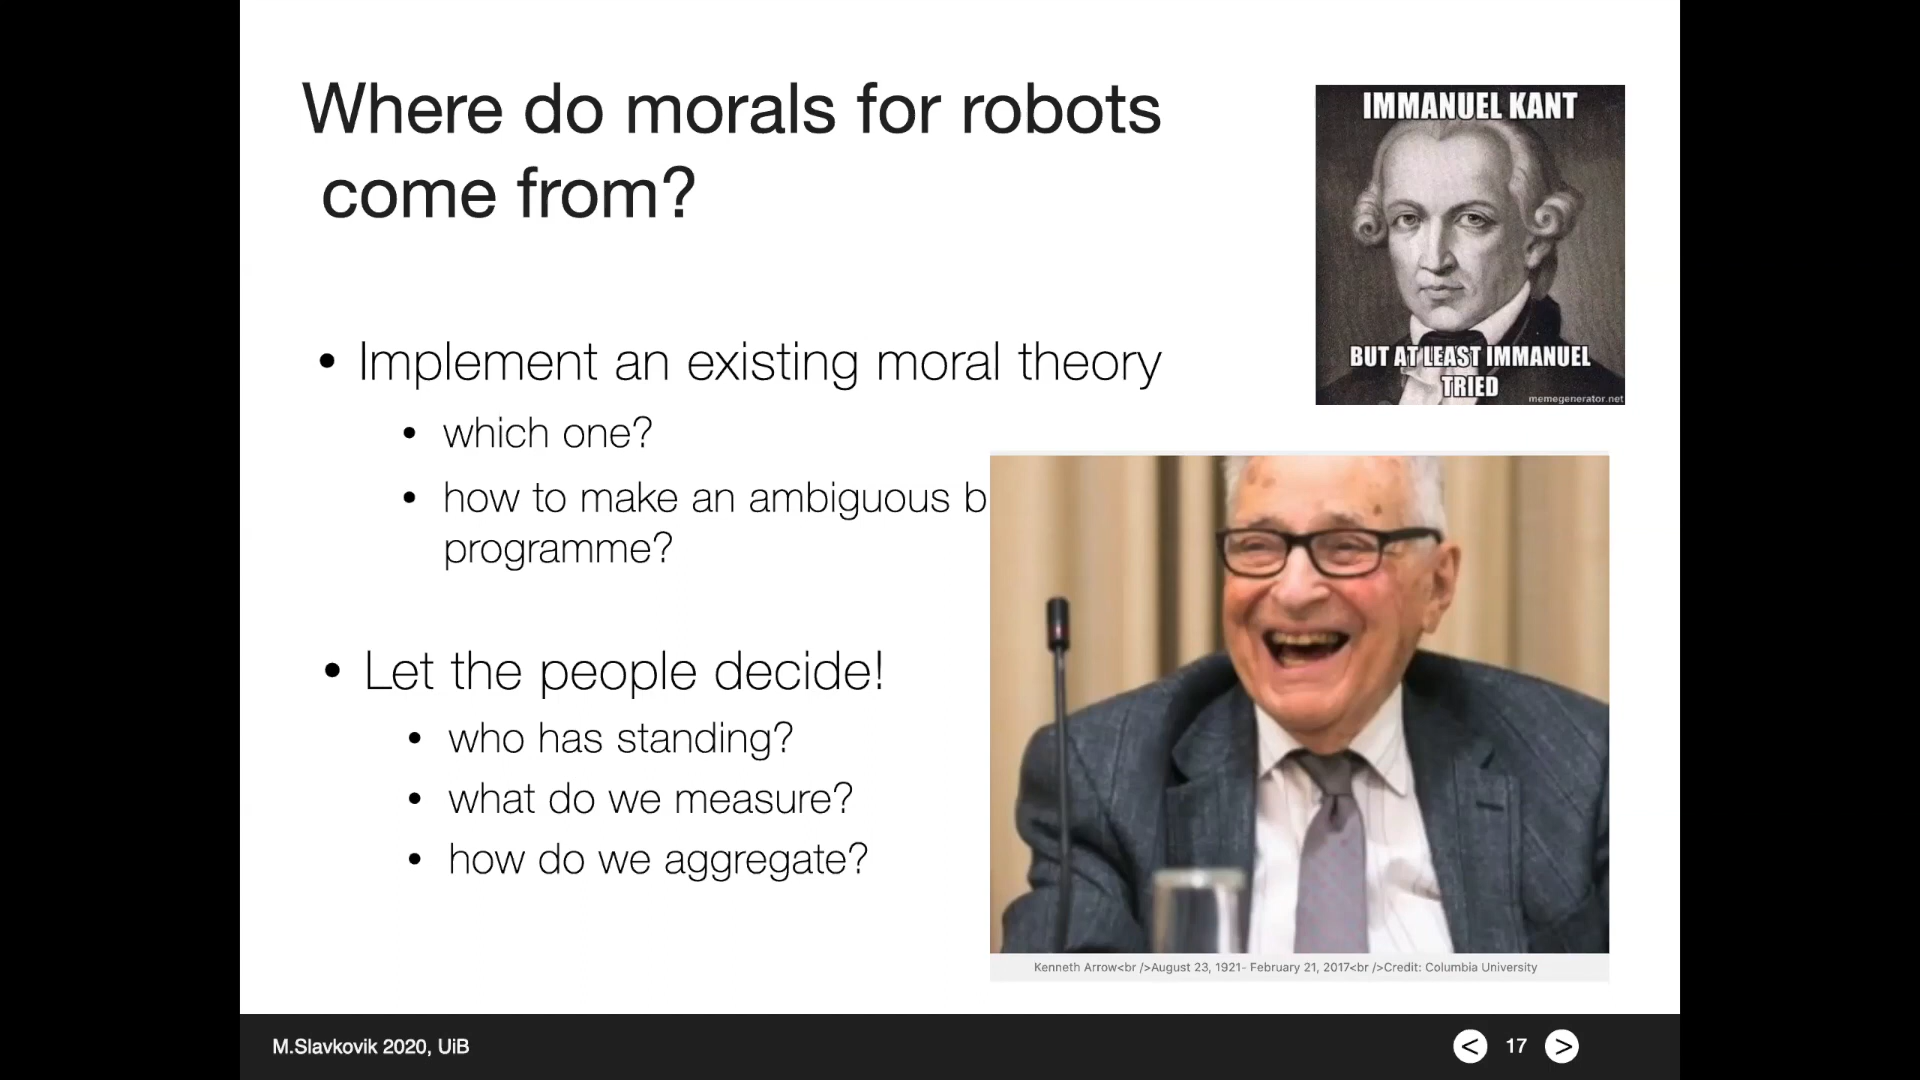 Where do morals for robots
come from?
IMMANUEL KANT
BUT AT LEAST IMMANUEL
TRIED
memegenerator.net
• Implement an existing moral theory
• which one?
• how to make an ambiguous b
programme?
• Let the people decide!
• who has standing?
• what do we measure?
• how do we aggregate?
Kenneth Arrow<br />August 23, 1921- February 21, 2017<br />Credit: Columbia University
M.Slavkovik 2020, UiB
< 17 >